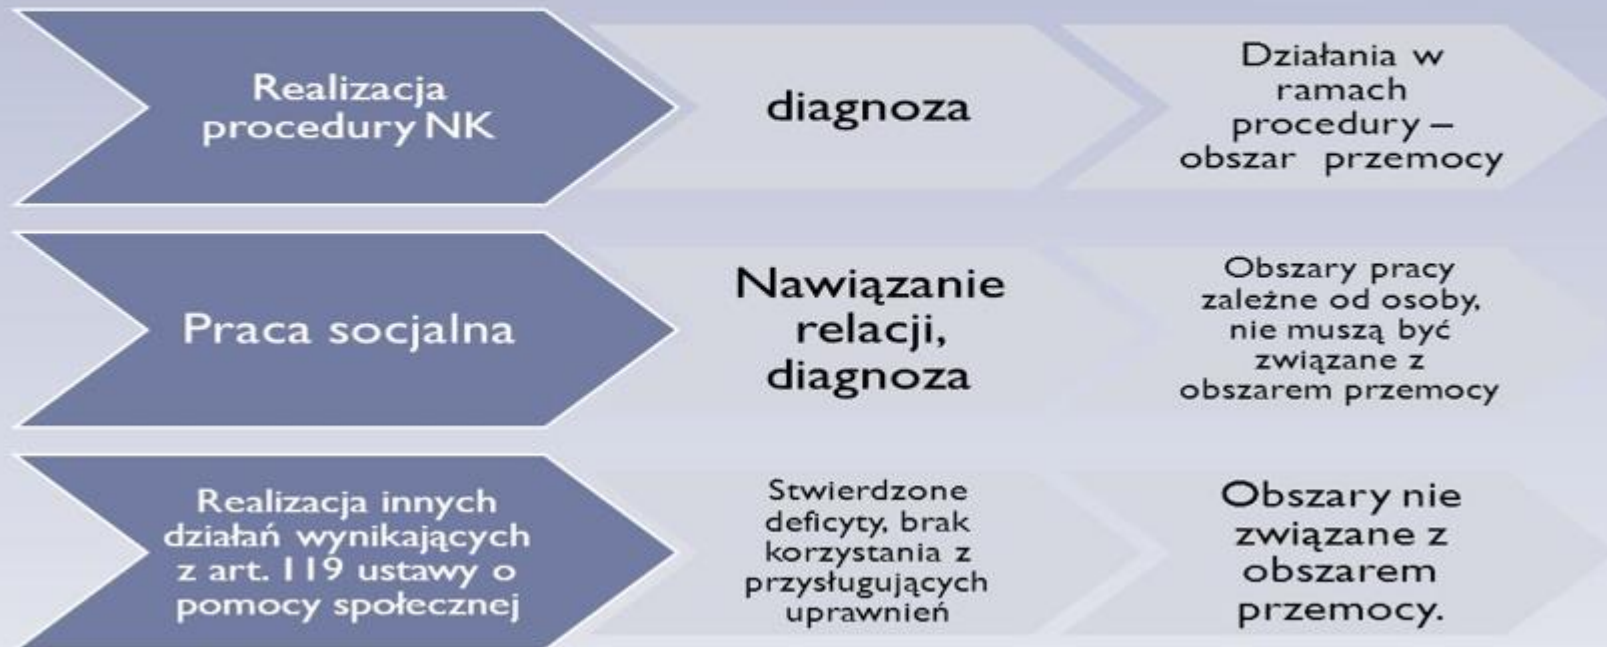 Realizacja
procedury NK
diagnoza
Działania w
ramach
procedury –
obszar przemocy
Praca socjalna
Nawiązanie
relacji,
diagnoza
Obszary pracy
zależne od osoby,
nie muszą być
związane z
obszarem przemocy
Realizacja innych
działań wynikających
z art. 119 ustawy o
pomocy społecznej
Stwierdzone
deficyty, brak
korzystania z
przysługujących
uprawnień
Obszary nie
związane z
obszarem
przemocy.